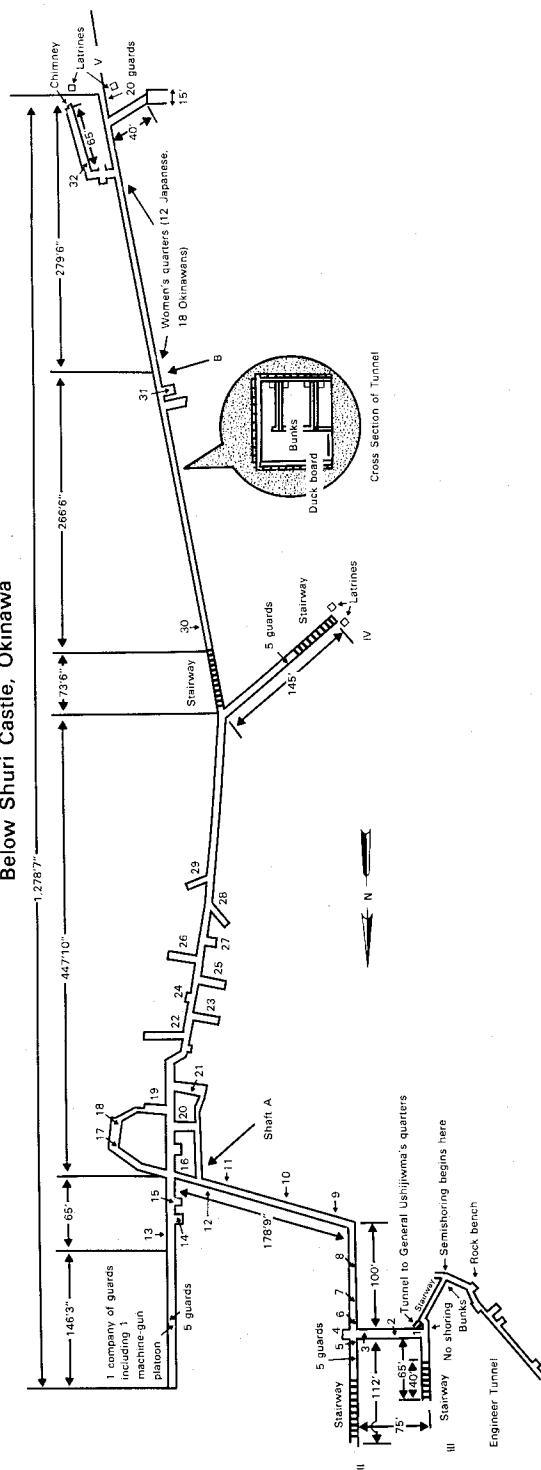 Below Shuri Castle, Okinawa
1,278'7"
146'3"
65'
447'10"
73'6"
266'6"
279'6"
1 company of guards
including 1
machine-gun
platoon
5 guards
13
14
15
16
17
18
19
20
21
22
23
24
25
26
27
28
29
Shaft A
12
11
10
9
178'9"
8
7
6
100'
5 guards
5
4
3
2
1
Stairway
112'
65'
40'
75'
II
III
Tunnel to General Ushijiwma's quarters
Stairway
No shoring
Stairway
Semishoring begins here
Bunks
Rock bench
Engineer Tunnel
N
Stairway
30
5 guards
Stairway
145'
Latrines
IV
31
B
Women's quarters (12 Japanese,
18 Okinawans)
Bunks
Duck board
Cross Section of Tunnel
32
65'
Chimney
Latrines
V
20 guards
40'
15'